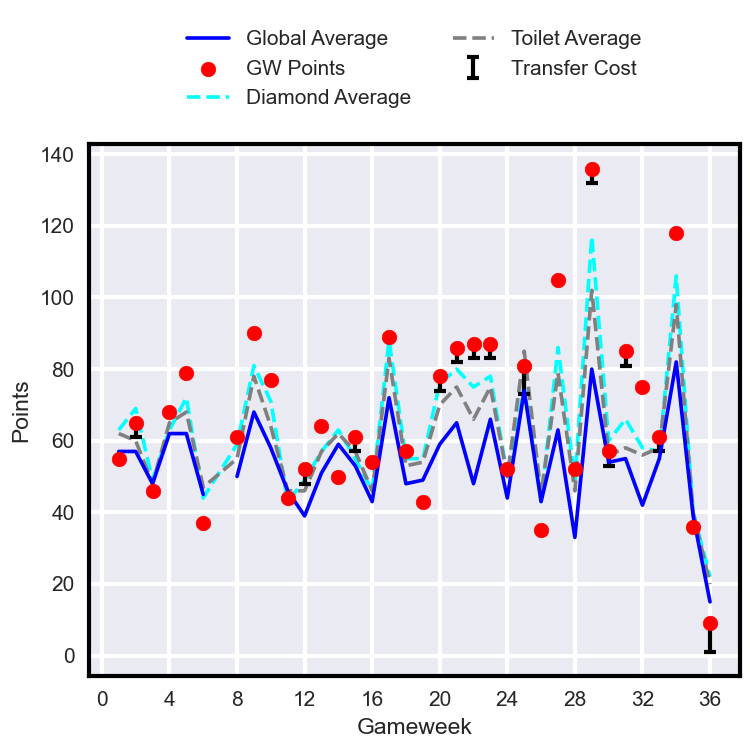 Global Average
GW Points
Diamond Average
Toilet Average
Transfer Cost
140
120
100
80
60
40
20
0
Points
0 4 8 12 16 20 24 28 32 36
Gameweek